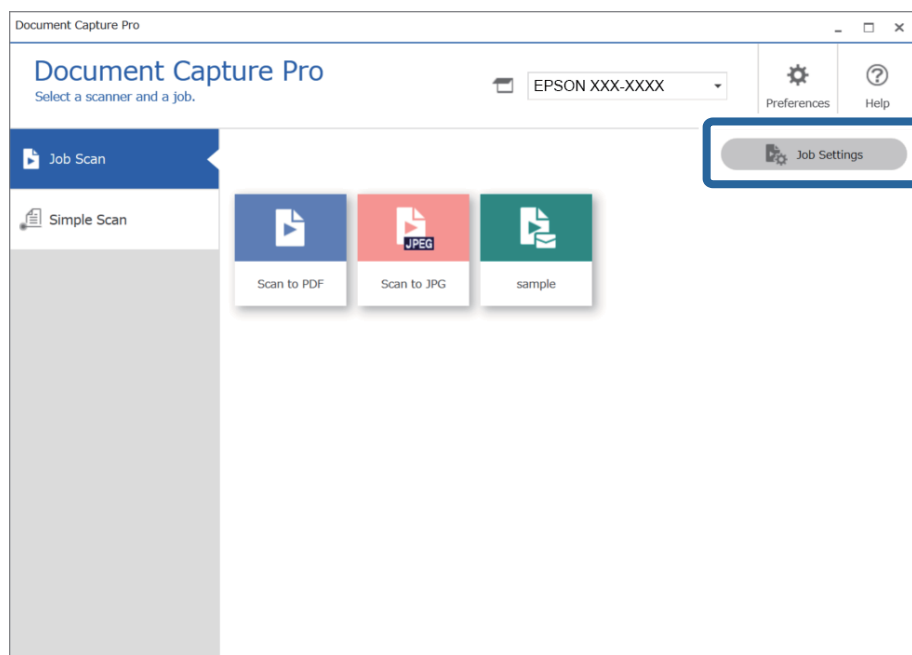 Document Capture Pro
Document Capture Pro
Select a scanner and a job.
EPSON XXX-XXXX
Preferences
Help
Job Scan
Job Settings
Simple Scan
JPEG
Scan to PDF
Scan to JPG
sample